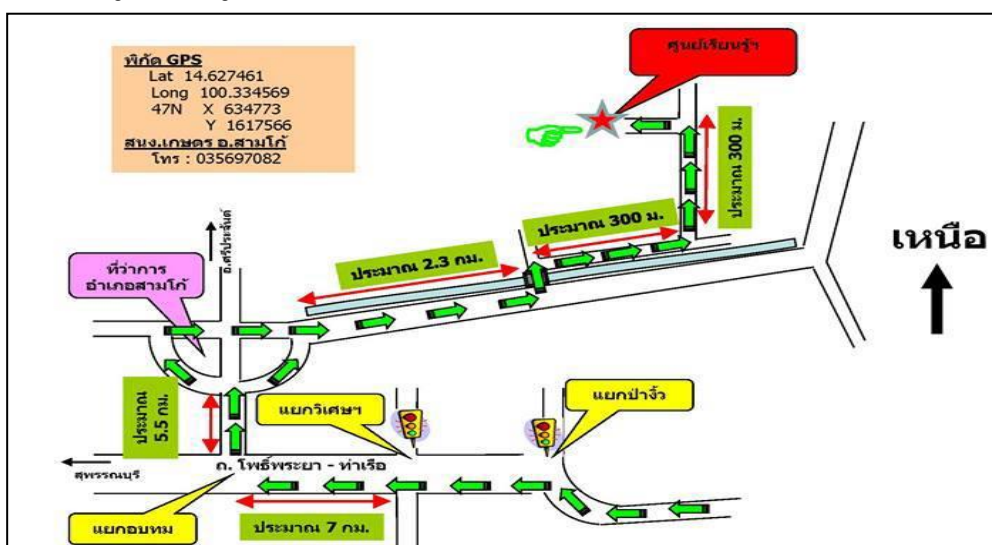 พิกัด GPS
Lat 14.627461
Long 100.334569
47N X 634773
Y 1617566
สนง.เกษตร อ.สามโก้
โทร : 035697082
ศูนย์เรียนรู้ฯ
ประมาณ 300 ม.
ประมาณ 300 ม.
เหนือ
อ.ศรีประจันต์
ที่ว่าการ
อำเภอสามโก้
ประมาณ 2.3 กม.
ประมาณ
5.5 กม.
แยกวิเศษฯ
แยกป่างิ้ว
สุพรรณบุรี
ถ. โพธิ์พระยา - ท่าเรือ
แยกอบทม
ประมาณ 7 กม.